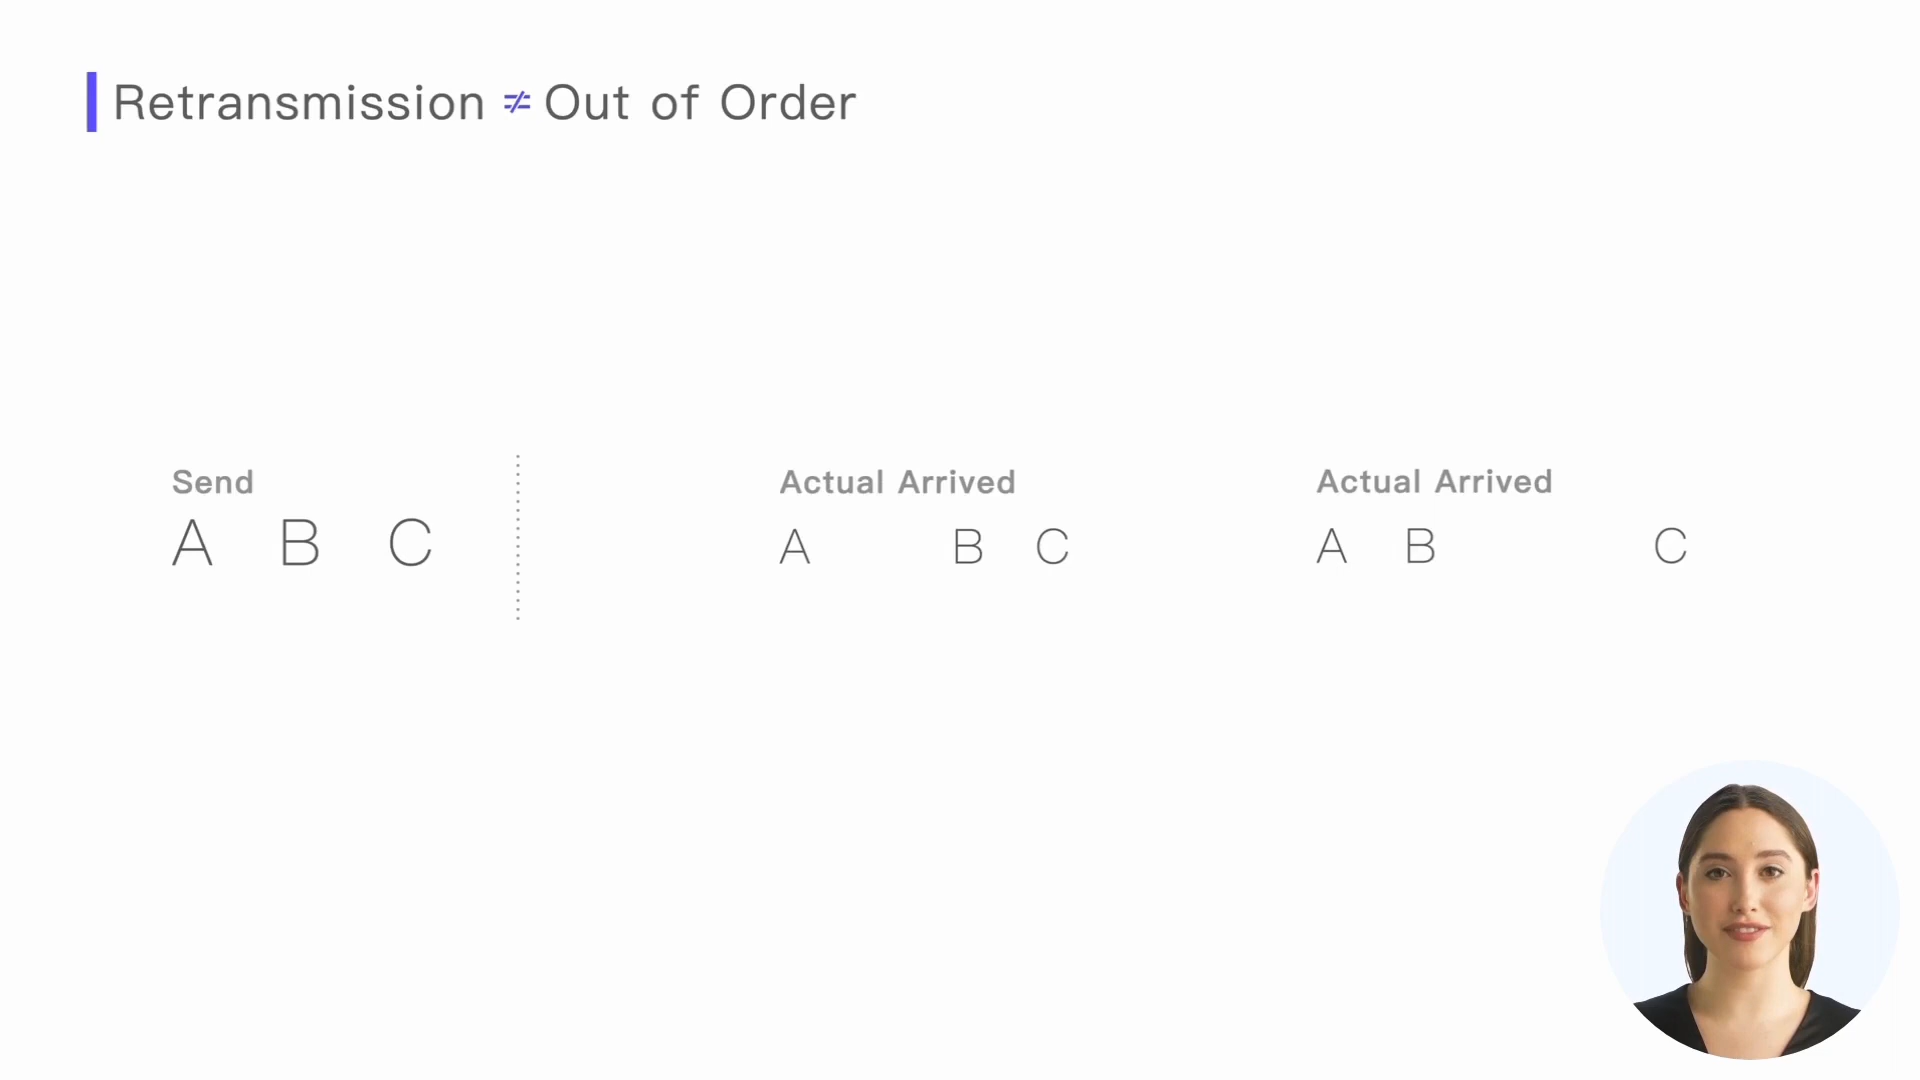 Retransmission ≠ Out of Order
Send
A B C
Actual Arrived
A B C
Actual Arrived
A B C